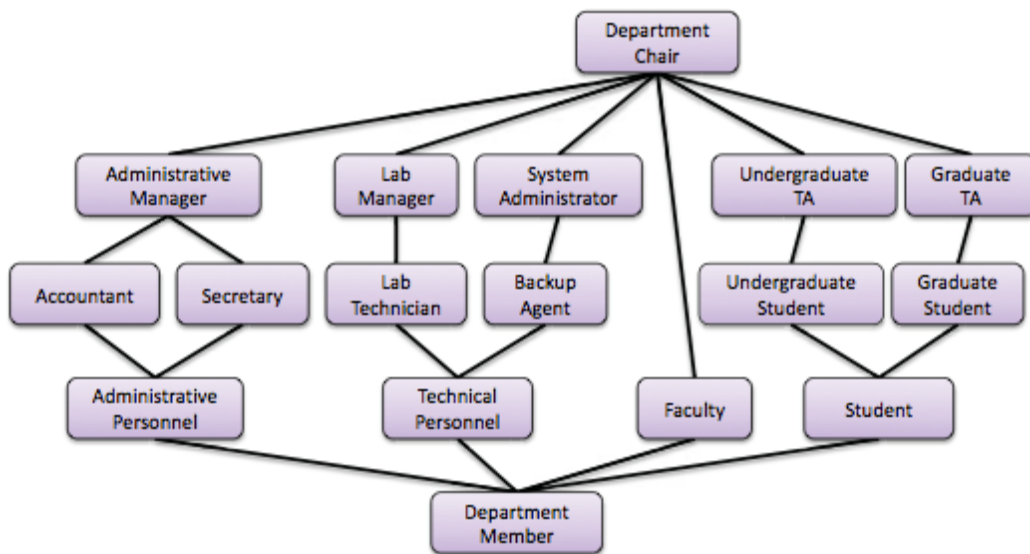 Department
Chair
Administrative
Manager
Lab
Manager
System
Administrator
Undergraduate
TA
Graduate
TA
Accountant
Secretary
Lab
Technician
Backup
Agent
Undergraduate
Student
Graduate
Student
Administrative
Personnel
Technical
Personnel
Faculty
Student
Department
Member